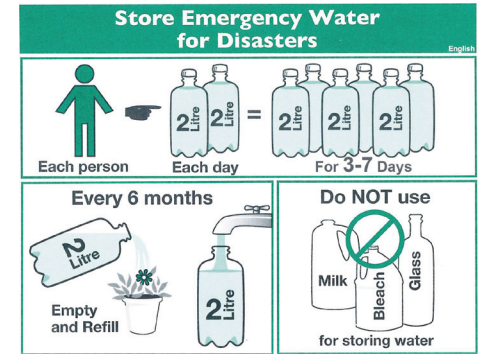 Store Emergency Water
for Disasters
English
2 Litre
2 Litre
=
2 Litre
2 Litre
2 Litre
Each person
Each day
For 3-7 Days
Every 6 months
2 Litre
Empty
and Refill
2 Litre
Do NOT use
Milk
Bleach
Glass
for storing water